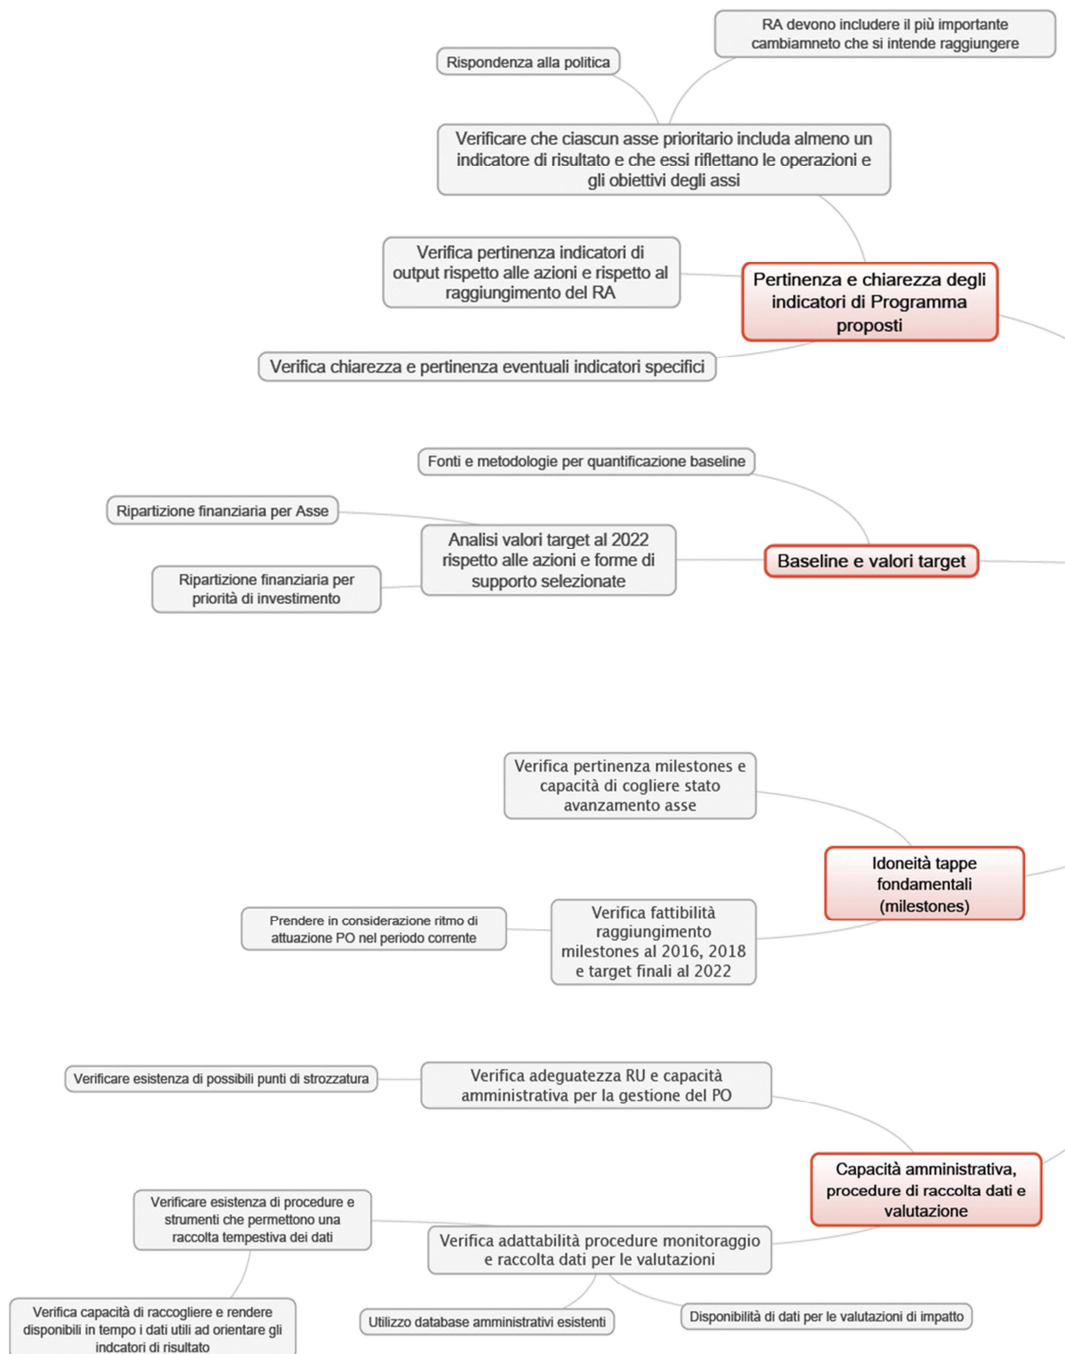 RA devono includere il più importante
cambiamneto che si intende raggiungere
Rispondenza alla politica
Verificare che ciascun asse prioritario includa almeno un
indicatore di risultato e che essi riflettano le operazioni e
gli obiettivi degli assi
Verifica pertinenza indicatori di
output rispetto alle azioni e rispetto al
raggiungimento del RA
Pertinenza e chiarezza degli
indicatori di Programma
proposti
Verifica chiarezza e pertinenza eventuali indicatori specifici
Fonti e metodologie per quantificazione baseline
Ripartizione finanziaria per Asse
Analisi valori target al 2022
rispetto alle azioni e forme di
supporto selezionate
Baseline e valori target
Ripartizione finanziaria per
priorità di investimento
Verifica pertinenza milestones e
capacità di cogliere stato
avanzamento asse
Idoneità tappe
fondamentali
(milestones)
Prendere in considerazione ritmo di
attuazione PO nel periodo corrente
Verifica fattibilità
raggiungimento
milestones al 2016, 2018
e target finali al 2022
Verificare esistenza di possibili punti di strozzatura
Verifica adeguatezza RU e capacità
amministrativa per la gestione del PO
Capacità amministrativa,
procedure di raccolta dati e
valutazione
Verificare esistenza di procedure e
strumenti che permettono una
raccolta tempestiva dei dati
Verifica adattabilità procedure monitoraggio
e raccolta dati per le valutazioni
Verifica capacità di raccogliere e rendere
disponibili in tempo i dati utili ad orientare gli
indcatori di risultato
Utilizzo database amministrativi esistenti
Disponibilità di dati per le valutazioni di impatto